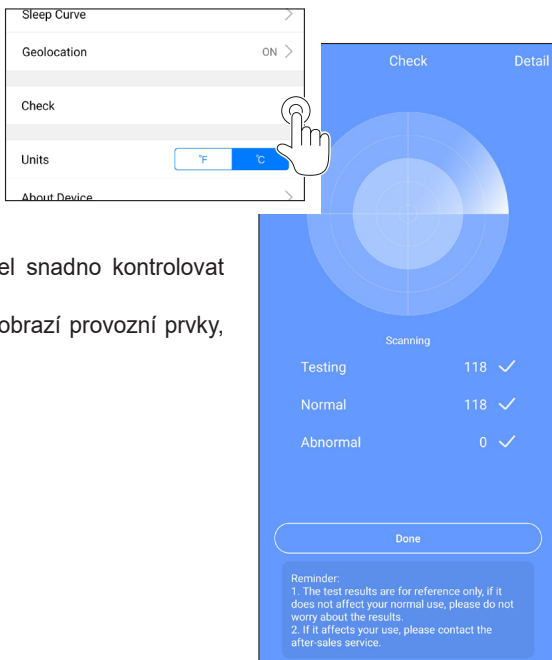 Sleep Curve
Geolocation ON
Check
Units °F °C
About Device
el snadno kontrolovat
obrazí provozní prvky,
Check Detail
Scanning
Testing 118
Normal 118
Abnormal 0
Done
Reminder:
1. The test results are for reference only, if it
does not affect your normal use, please do not
worry about the results.
2. If it affects your use, please contact the
after-sales service.